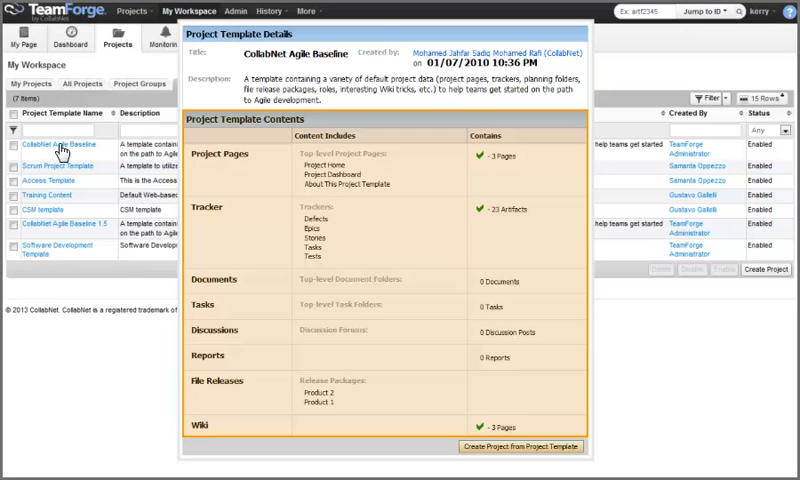 TeamForge
by COLLABNET
Projects
My Workspace
Admin
History
More
Ex: artf2345
Jump to ID
kerry
My Page
Dashboard
Projects
Monitorin
My Workspace
My Projects
All Projects
Project Groups
(7 Items)
Filter
15 Rows
Project Template Name
Description
Created By
Status
Any
CollabNet Agile Baseline
A template contain
on the path to Agil
help teams get started
TeamForge
Administrator
Enabled
Scrum Project Template
A template to utiliz
Samanta Oppezzo
Enabled
Access Template
This is the Access
Samanta Oppezzo
Enabled
Training Content
Default Web-based
Gustavo Galleli
Enabled
CSM template
CSM template
Gustavo Galleli
Enabled
CollabNet Agile Baseline 1.5
A template contain
on the path to Agil
help teams get started
TeamForge
Administrator
Enabled
Software Development
Template
Software Developm
TeamForge
Administrator
Enabled
Delete
Disable
Enable
Create Project
© 2013 CollabNet. CollabNet is a registered trademark of
Project Template Details
Title:
CollabNet Agile Baseline
Created by:
Mohamed Jahfar Sadiq Mohamed Rafi (CollabNet)
on 01/07/2010 10:36 PM
Description:
A template containing a variety of default project data (project pages, trackers, planning folders,
file release packages, roles, interesting Wiki tricks, etc.) to help teams get started on the path
to Agile development.
Project Template Contents
Content Includes
Contains
Project Pages
Top-level Project Pages:
Project Home
Project Dashboard
About This Project Template
- 3 Pages
Tracker
Trackers:
Defects
Epics
Stories
Tasks
Tests
- 23 Artifacts
Documents
Top-level Document Folders:
0 Documents
Tasks
Top-level Task Folders:
0 Tasks
Discussions
Discussion Forums:
0 Discussion Posts
Reports
0 Reports
File Releases
Release Packages:
Product 2
Product 1
Wiki
- 3 Pages
Create Project from Project Template